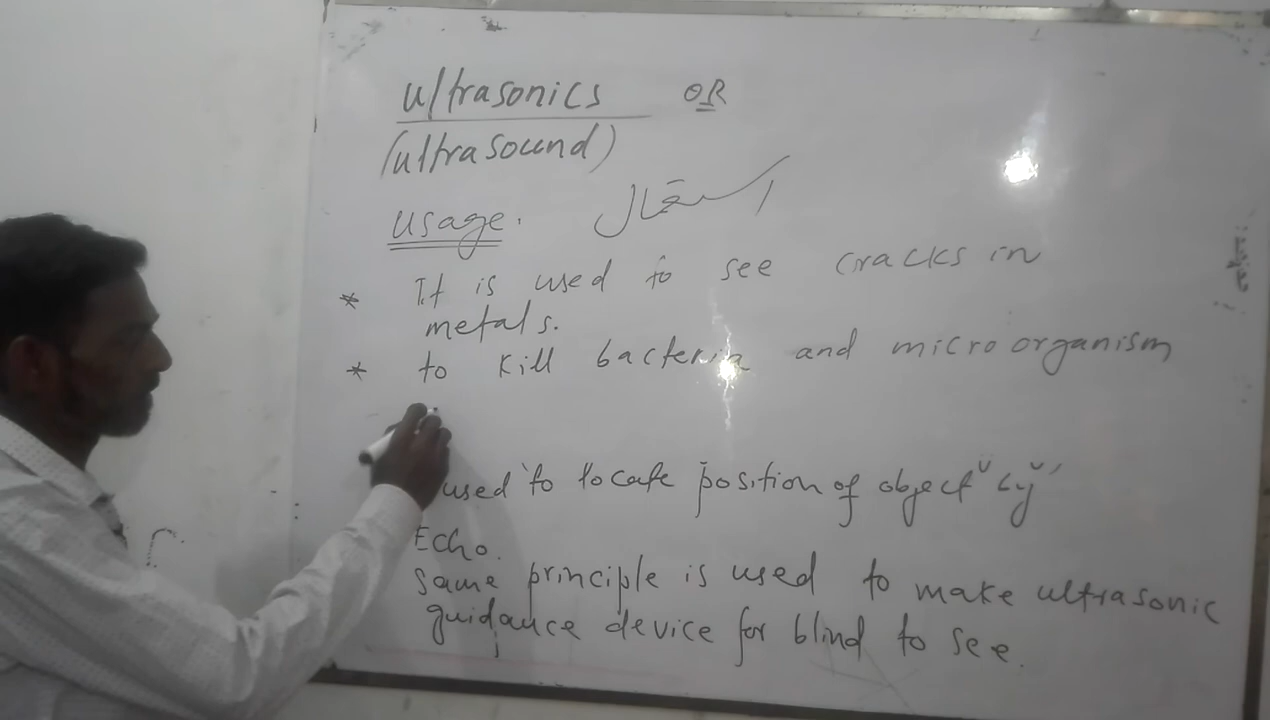 Ultrasonics OR
(ultrasound)
Usage. استعمال
* It is used to see cracks in
metals.
* to kill bacteria and microorganism
used to locate position of object "by"
Echo.
Same principle is used to make ultrasonic
guidance device for blind to see.